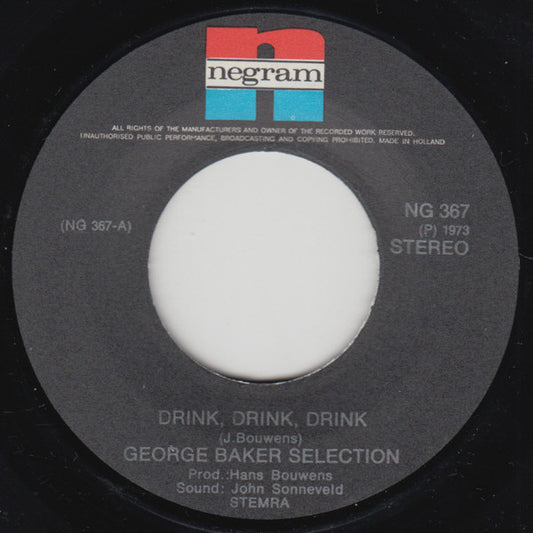 negram
ALL RIGHTS OF THE MANUFACTURERS AND OWNER OF THE RECORDED WORK RESERVED.
UNAUTHORISED PUBLIC PERFORMANCE, BROADCASTING AND COPYING PROHIBITED. MADE IN HOLLAND
(NG 367-A)
NG 367
(P) 1973
STEREO
DRINK, DRINK, DRINK
(J.Bouwens)
GEORGE BAKER SELECTION
Prod.:Hans Bouwens
Sound: John Sonneveld
STEMRA